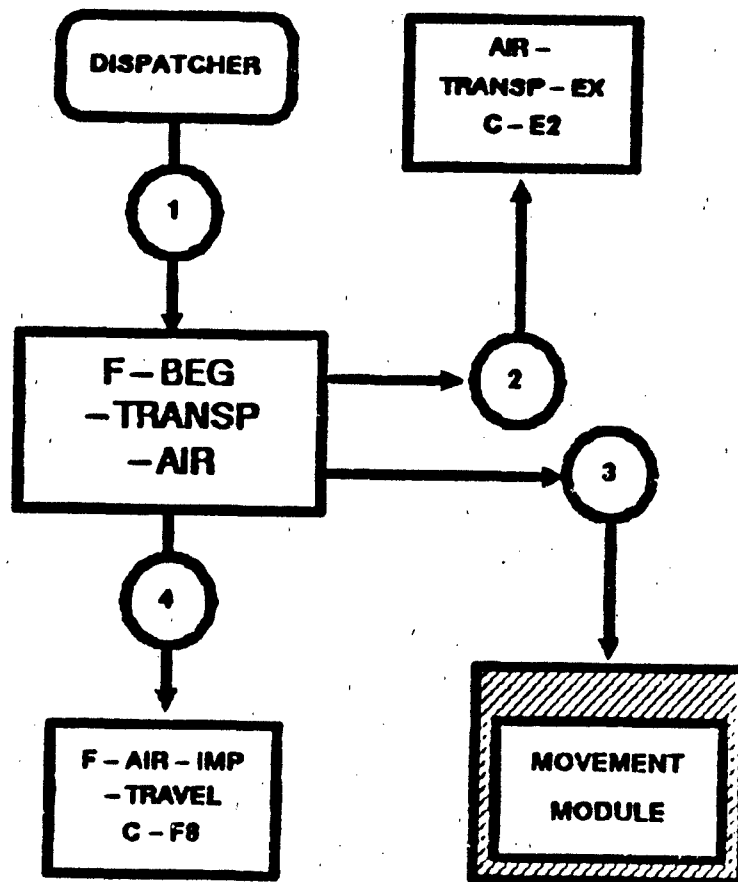 DISPATCHER
AIR –
TRANSP – EX
C – E2
1
F – BEG
– TRANSP
– AIR
2
3
4
F – AIR – IMP
– TRAVEL
C – F8
MOVEMENT
MODULE